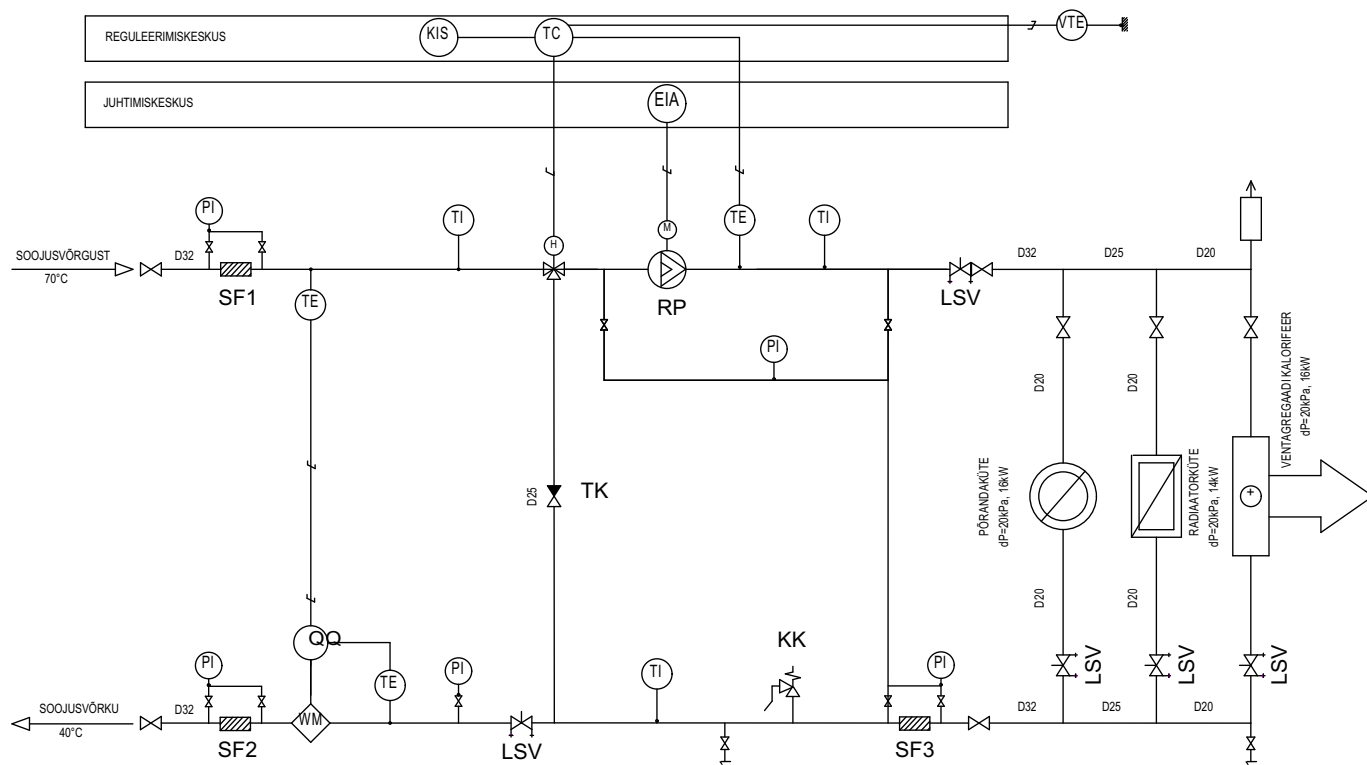 REGULEERIMISKESKUS
KIS
TC
VTE
JUHTIMISKESKUS
EIA
PI
TI
H
M
TE
TI
SOOJUSVÕRGUST
70°C
D32
SF1
TE
RP
LSV
D32
D25
D20
PI
D20
D20
VENTAGREGAADI KALORIFEER
dP=20kPa, 16kW
D25
TK
PÕRANDAKÜTE
dP=20kPa, 16kW
RADIAATORKÜTE
dP=20kPa, 14kW
+
D20
D20
QQ
KK
PI
TE
PI
TI
PI
LSV
LSV
LSV
SOOJUSVÕRKU
40°C
D32
SF2
WM
LSV
SF3
D32
D25
D20